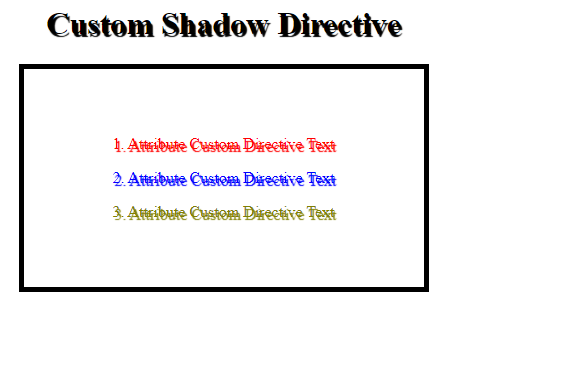 Custom Shadow Directive
1. Attribute Custom Directive Text
2. Attribute Custom Directive Text
3. Attribute Custom Directive Text